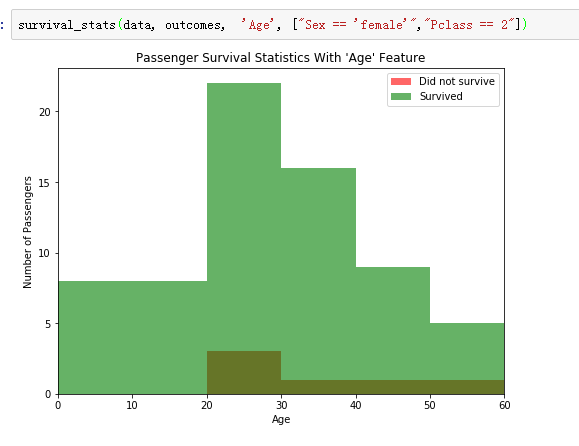 : survival_stats(data, outcomes, 'Age', ["Sex == 'female'","Pclass == 2"])
Passenger Survival Statistics With 'Age' Feature
Did not survive
Survived
20
15
10
5
0
Number of Passengers
0 10 20 30 40 50 60
Age